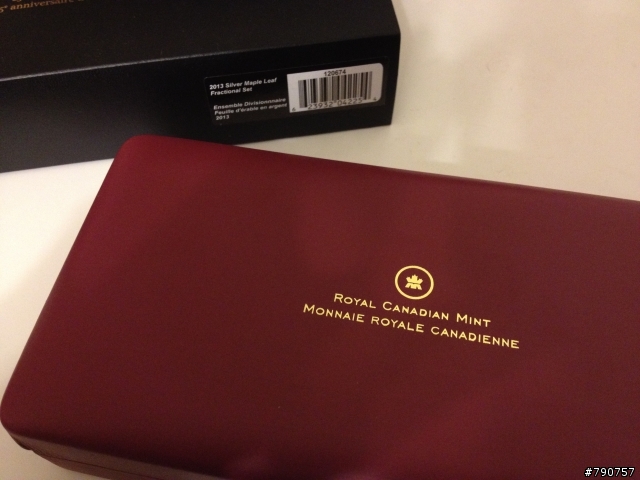 anniversaire
2013 Silver Maple Leaf
Fractional Set
Ensemble Divisionnaire
Feuille d'érable en argent
2013
120674
ROYAL CANADIAN MINT
MONNAIE ROYALE CANADIENNE
#790757